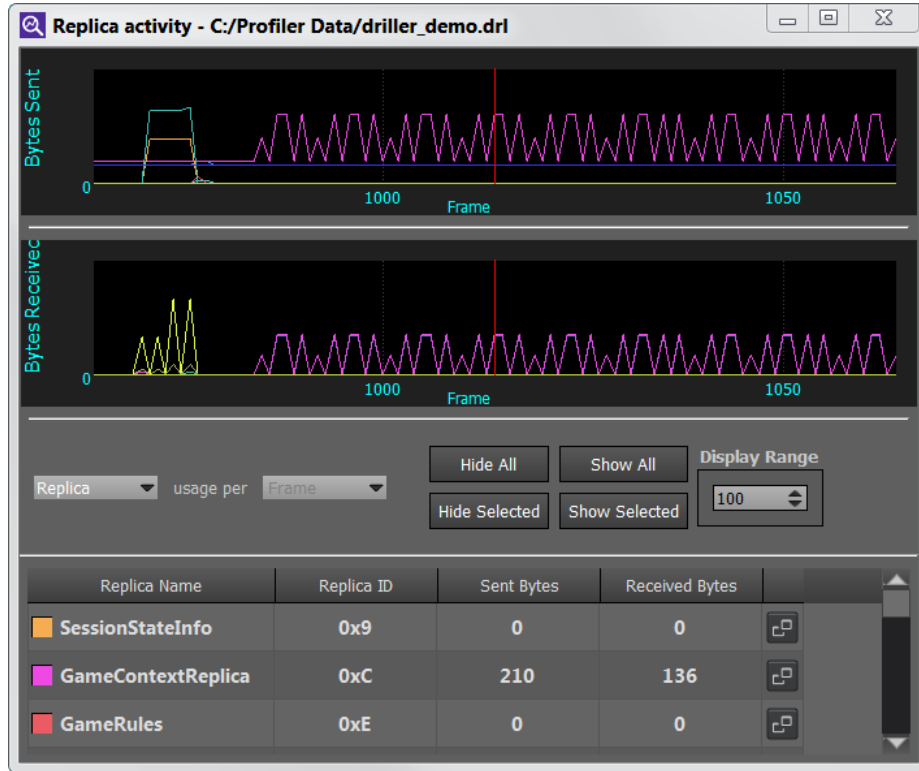 Replica activity - C:/Profiler Data/driller_demo.drl
Bytes Sent
0
1000
1050
Frame
Bytes Received
0
1000
1050
Frame
Replica usage per Frame
Hide All Show All
Hide Selected Show Selected
Display Range
100
Replica Name Replica ID Sent Bytes Received Bytes
SessionStateInfo 0x9 0 0
GameContextReplica 0xC 210 136
GameRules 0xE 0 0